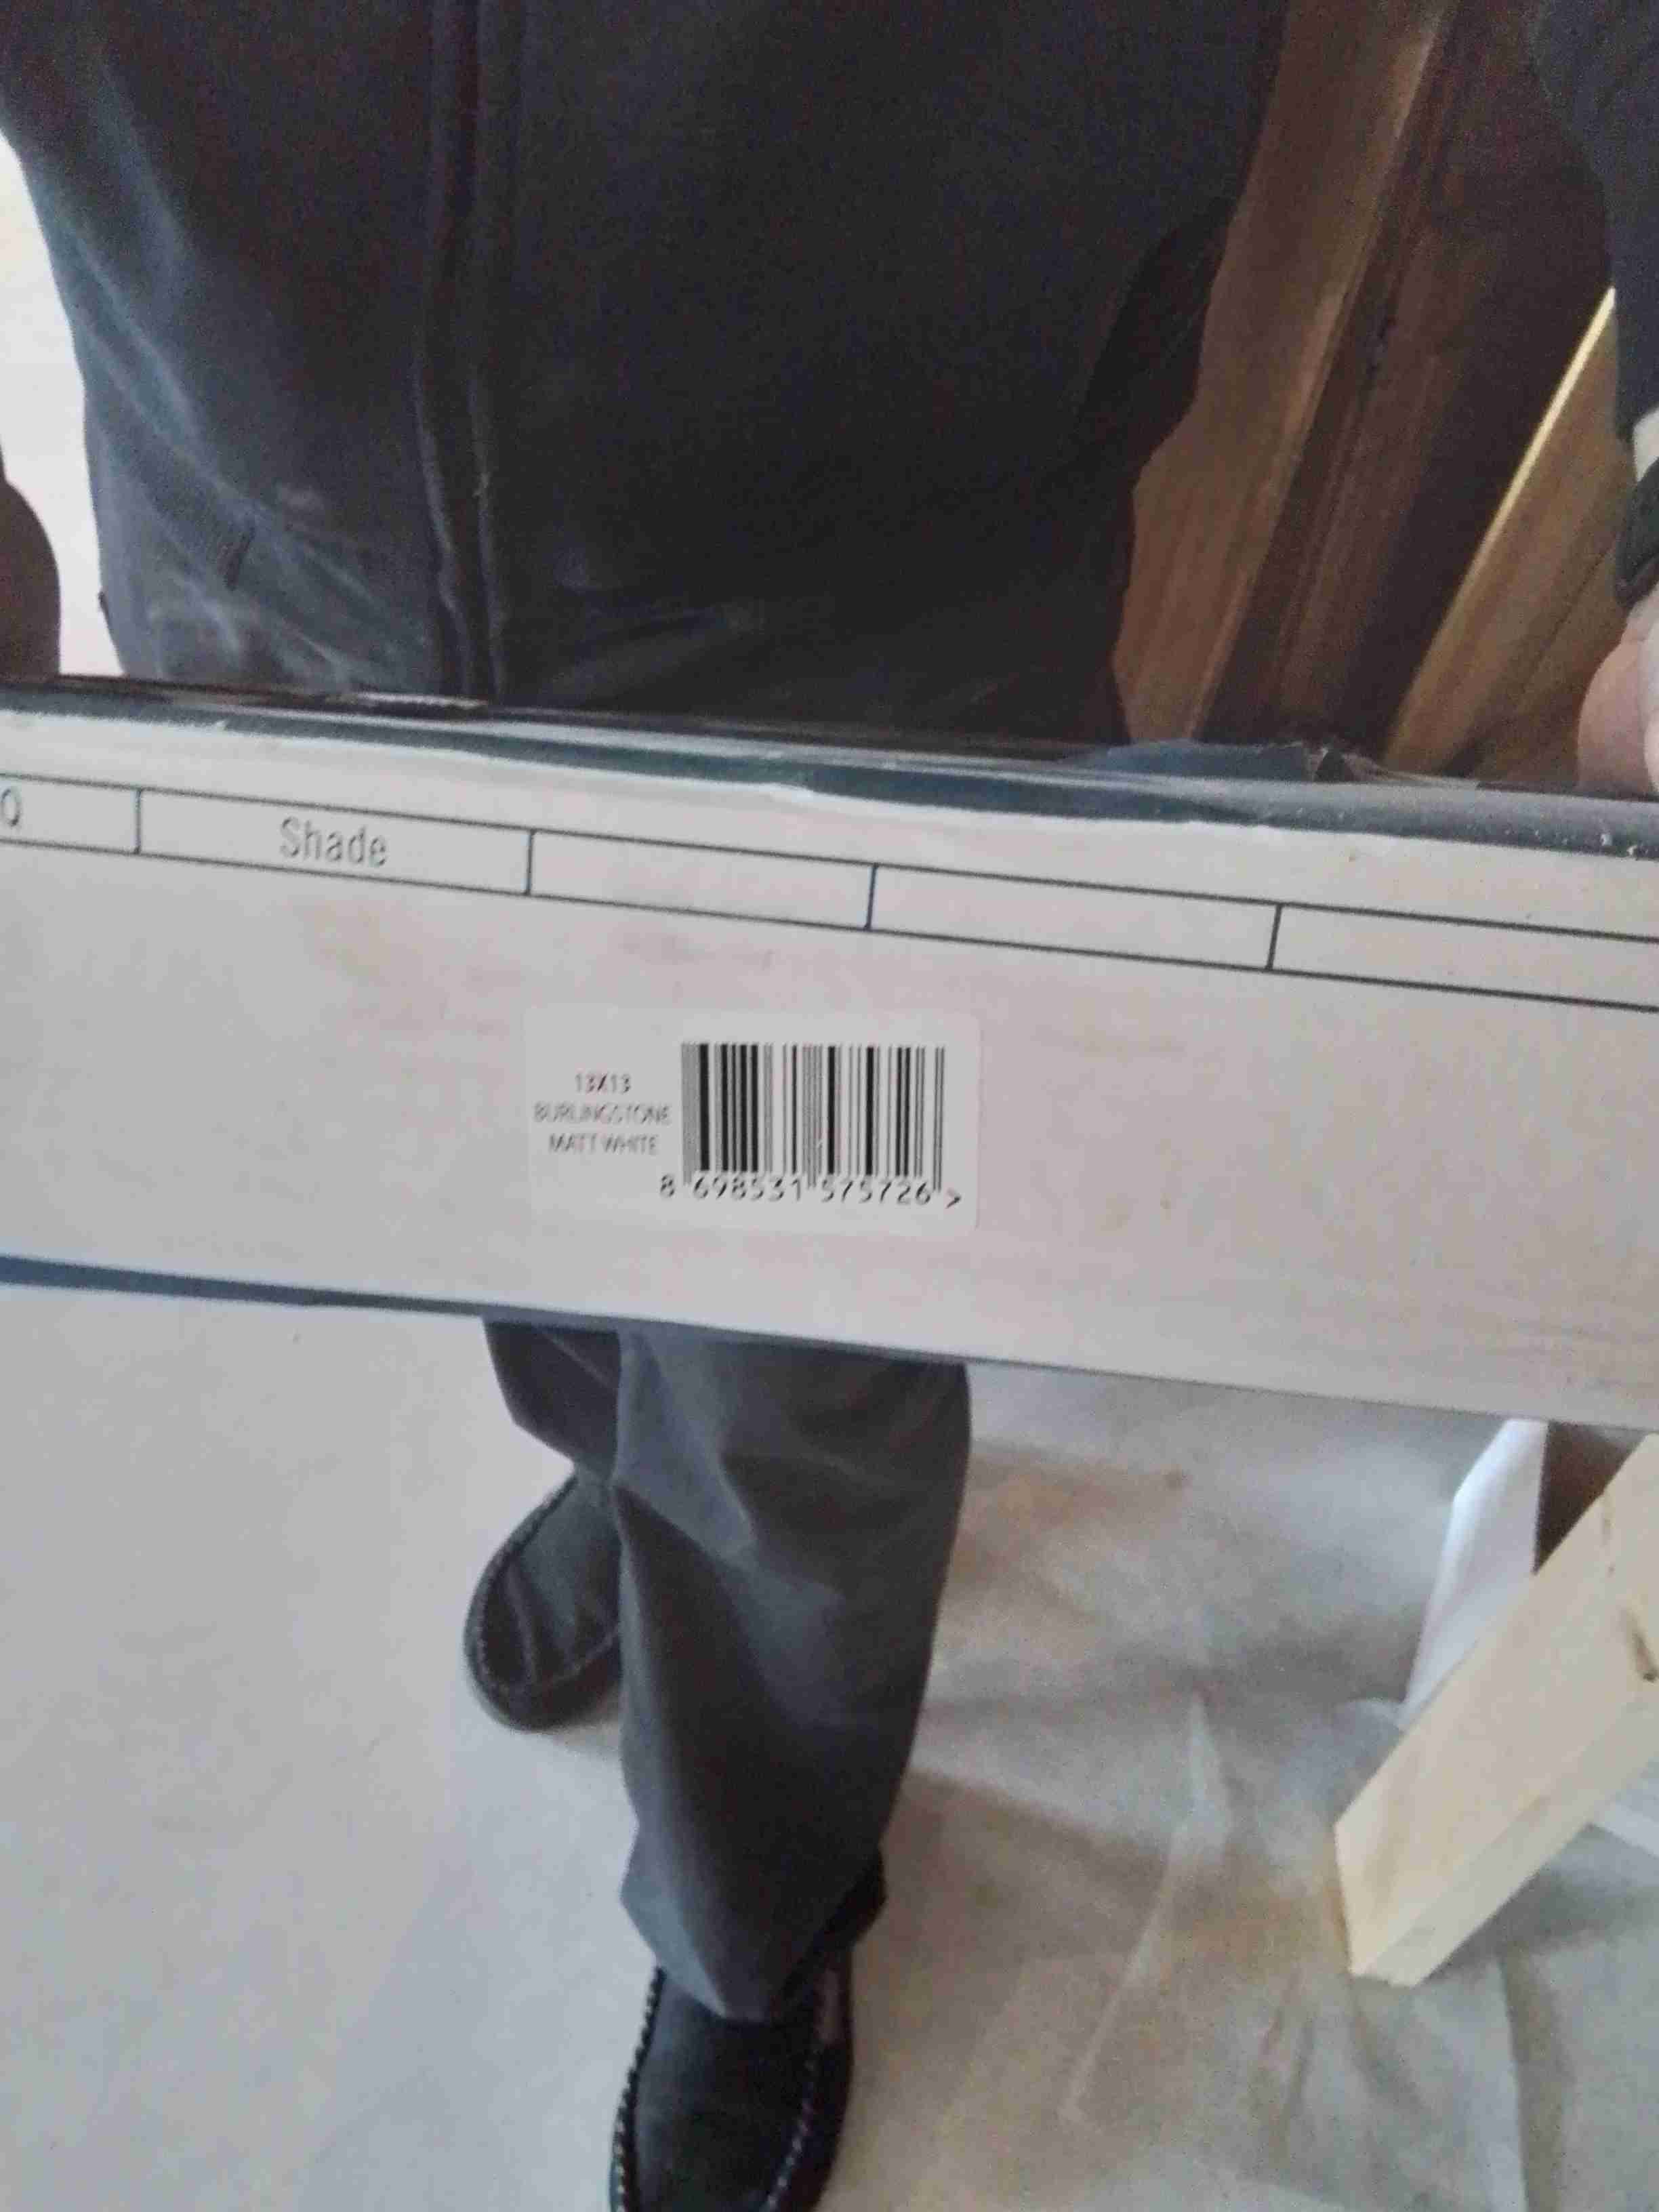 Q
Shade
13X13
BURLINGSTONE
MATT WHITE
8 698531 575726 >